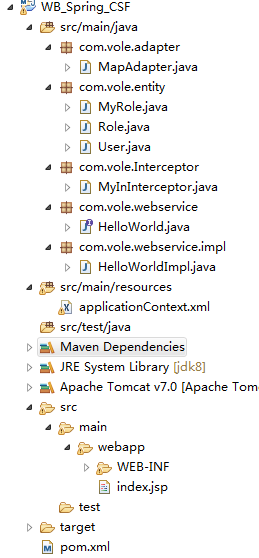 WB_Spring_CSF
src/main/java
com.vole.adapter
MapAdapter.java
com.vole.entity
MyRole.java
Role.java
User.java
com.vole.Interceptor
MyInInterceptor.java
com.vole.webservice
HelloWorld.java
com.vole.webservice.impl
HelloWorldImpl.java
src/main/resources
applicationContext.xml
src/test/java
Maven Dependencies
JRE System Library [jdk8]
Apache Tomcat v7.0 [Apache Tom
src
main
webapp
WEB-INF
index.jsp
test
target
pom.xml